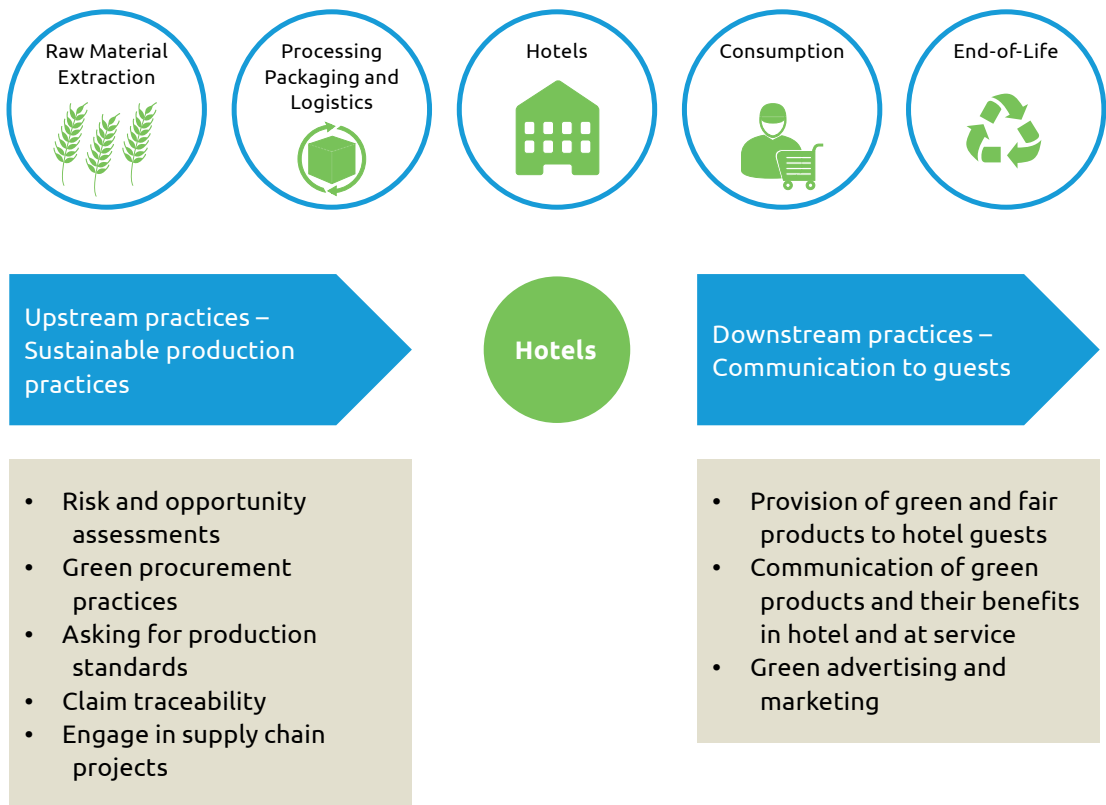 Raw Material
Extraction
Processing
Packaging and
Logistics
Hotels
Consumption
End-of-Life
Upstream practices –
Sustainable production
practices
Hotels
Downstream practices –
Communication to guests
• Risk and opportunity
assessments
• Green procurement
practices
• Asking for production
standards
• Claim traceability
• Engage in supply chain
projects
• Provision of green and fair
products to hotel guests
• Communication of green
products and their benefits
in hotel and at service
• Green advertising and
marketing